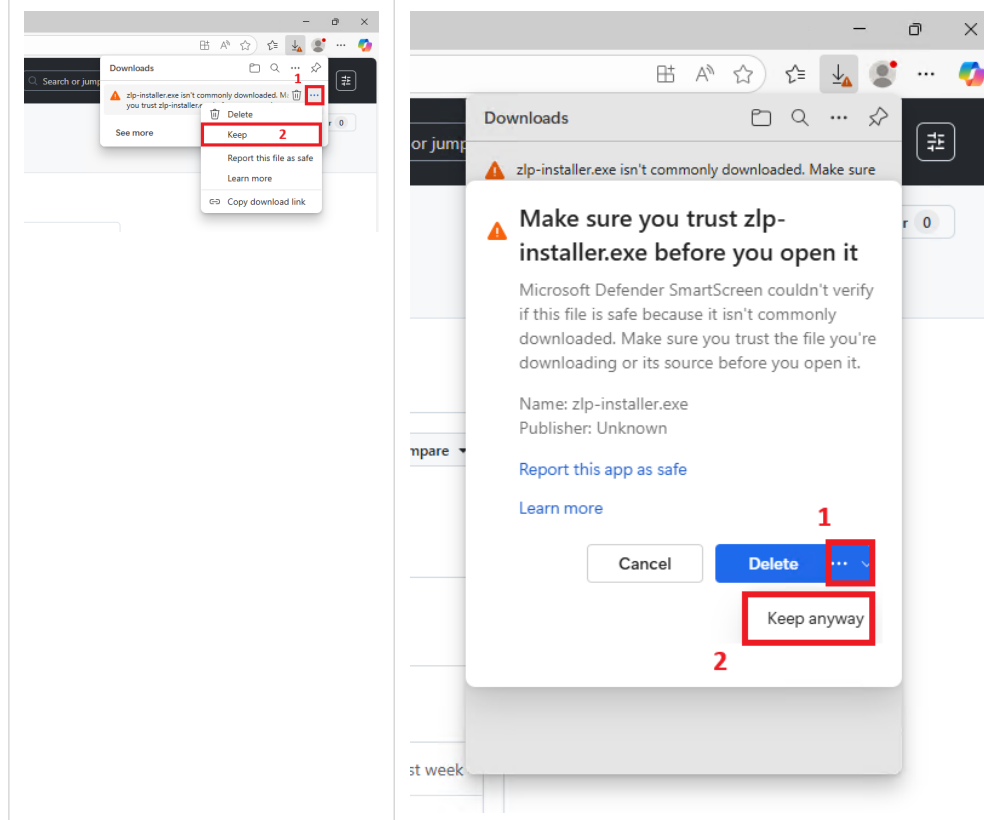 Search or jump
Downloads
1
zlp-installer.exe isn't commonly downloaded. M
you trust zlp-installer.
Delete
See more
Keep
2
r 0
Report this file as safe
Learn more
Copy download link
or jump
Downloads
zlp-installer.exe isn't commonly downloaded. Make sure
Make sure you trust zlp-
installer.exe before you open it
r 0
Microsoft Defender SmartScreen couldn't verify
if this file is safe because it isn't commonly
downloaded. Make sure you trust the file you're
downloading or its source before you open it.
Name: zlp-installer.exe
Publisher: Unknown
mpare
Report this app as safe
Learn more
1
Cancel
Delete
Keep anyway
2
st week